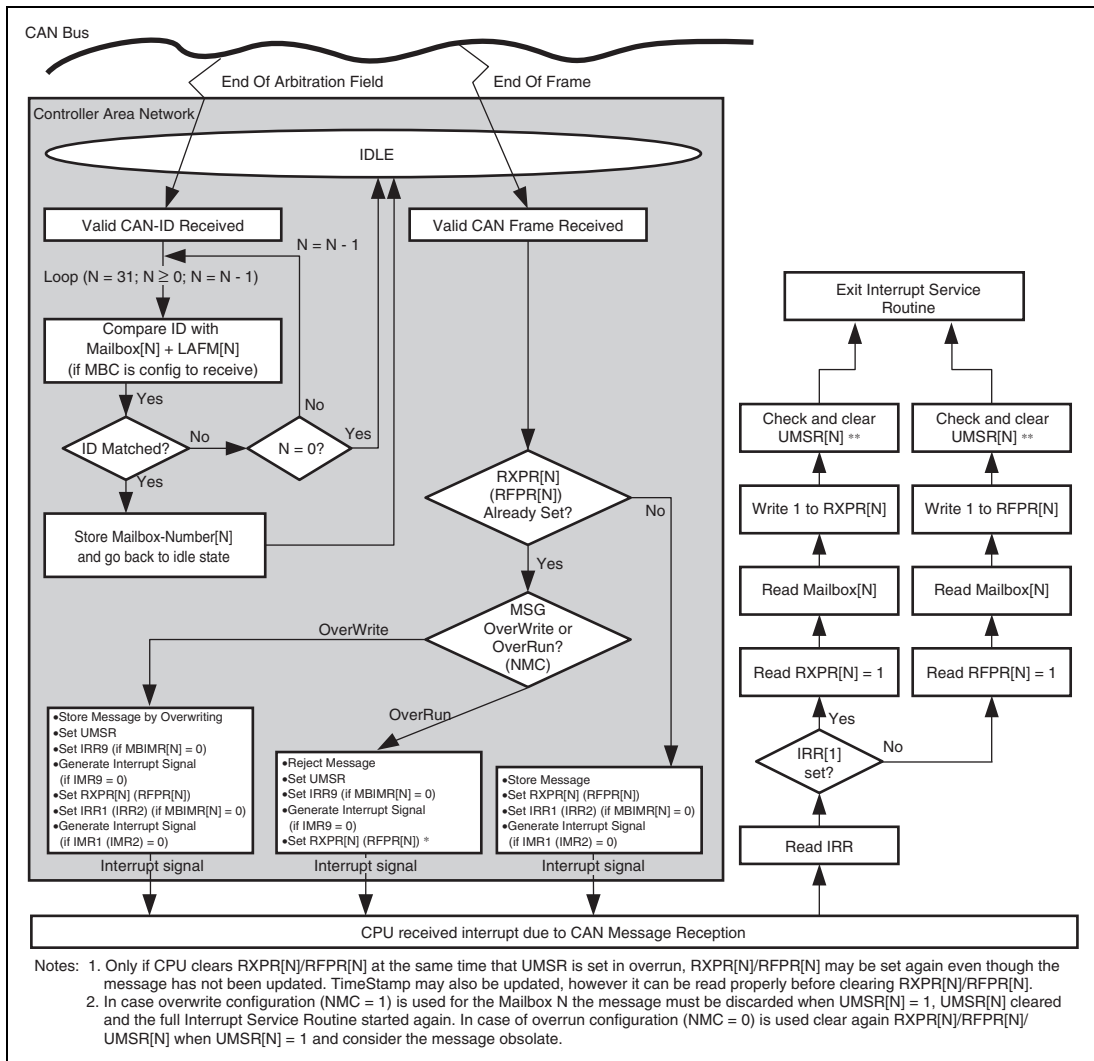 CAN Bus
End Of Arbitration Field
End Of Frame
Controller Area Network
IDLE
Valid CAN-ID Received
Valid CAN Frame Received
N = N - 1
Loop (N = 31; N ≥ 0; N = N - 1)
Compare ID with
Mailbox[N] + LAFM[N]
(if MBC is config to receive)
Yes
No
ID Matched?
No
N = 0?
Yes
Yes
Store Mailbox-Number[N]
and go back to idle state
RXPR[N]
(RFPR[N])
Already Set?
No
Yes
MSG
OverWrite or
OverRun?
(NMC)
OverWrite
OverRun
•Store Message by Overwriting
•Set UMSR
•Set IRR9 (if MBIMR[N] = 0)
•Generate Interrupt Signal
(if IMR9 = 0)
•Set RXPR[N] (RFPR[N])
•Set IRR1 (IRR2) (if MBIMR[N] = 0)
•Generate Interrupt Signal
(if IMR1 (IMR2) = 0)
•Reject Message
•Set UMSR
•Set IRR9 (if MBIMR[N] = 0)
•Generate Interrupt Signal
(if IMR9 = 0)
•Set RXPR[N] (RFPR[N]) *
•Store Message
•Set RXPR[N] (RFPR[N])
•Set IRR1 (IRR2) (if MBIMR[N] = 0)
•Generate Interrupt Signal
(if IMR1 (IMR2) = 0)
Interrupt signal
Interrupt signal
Interrupt signal
Exit Interrupt Service
Routine
Check and clear
UMSR[N] **
Check and clear
UMSR[N] **
Write 1 to RXPR[N]
Write 1 to RFPR[N]
Read Mailbox[N]
Read Mailbox[N]
Read RXPR[N] = 1
Read RFPR[N] = 1
Yes
IRR[1]
set?
No
Read IRR
CPU received interrupt due to CAN Message Reception
Notes: 1. Only if CPU clears RXPR[N]/RFPR[N] at the same time that UMSR is set in overrun, RXPR[N]/RFPR[N] may be set again even though the
message has not been updated. TimeStamp may also be updated, however it can be read properly before clearing RXPR[N]/RFPR[N].
2. In case overwrite configuration (NMC = 1) is used for the Mailbox N the message must be discarded when UMSR[N] = 1, UMSR[N] cleared
and the full Interrupt Service Routine started again. In case of overrun configuration (NMC = 0) is used clear again RXPR[N]/RFPR[N]/
UMSR[N] when UMSR[N] = 1 and consider the message obsolate.